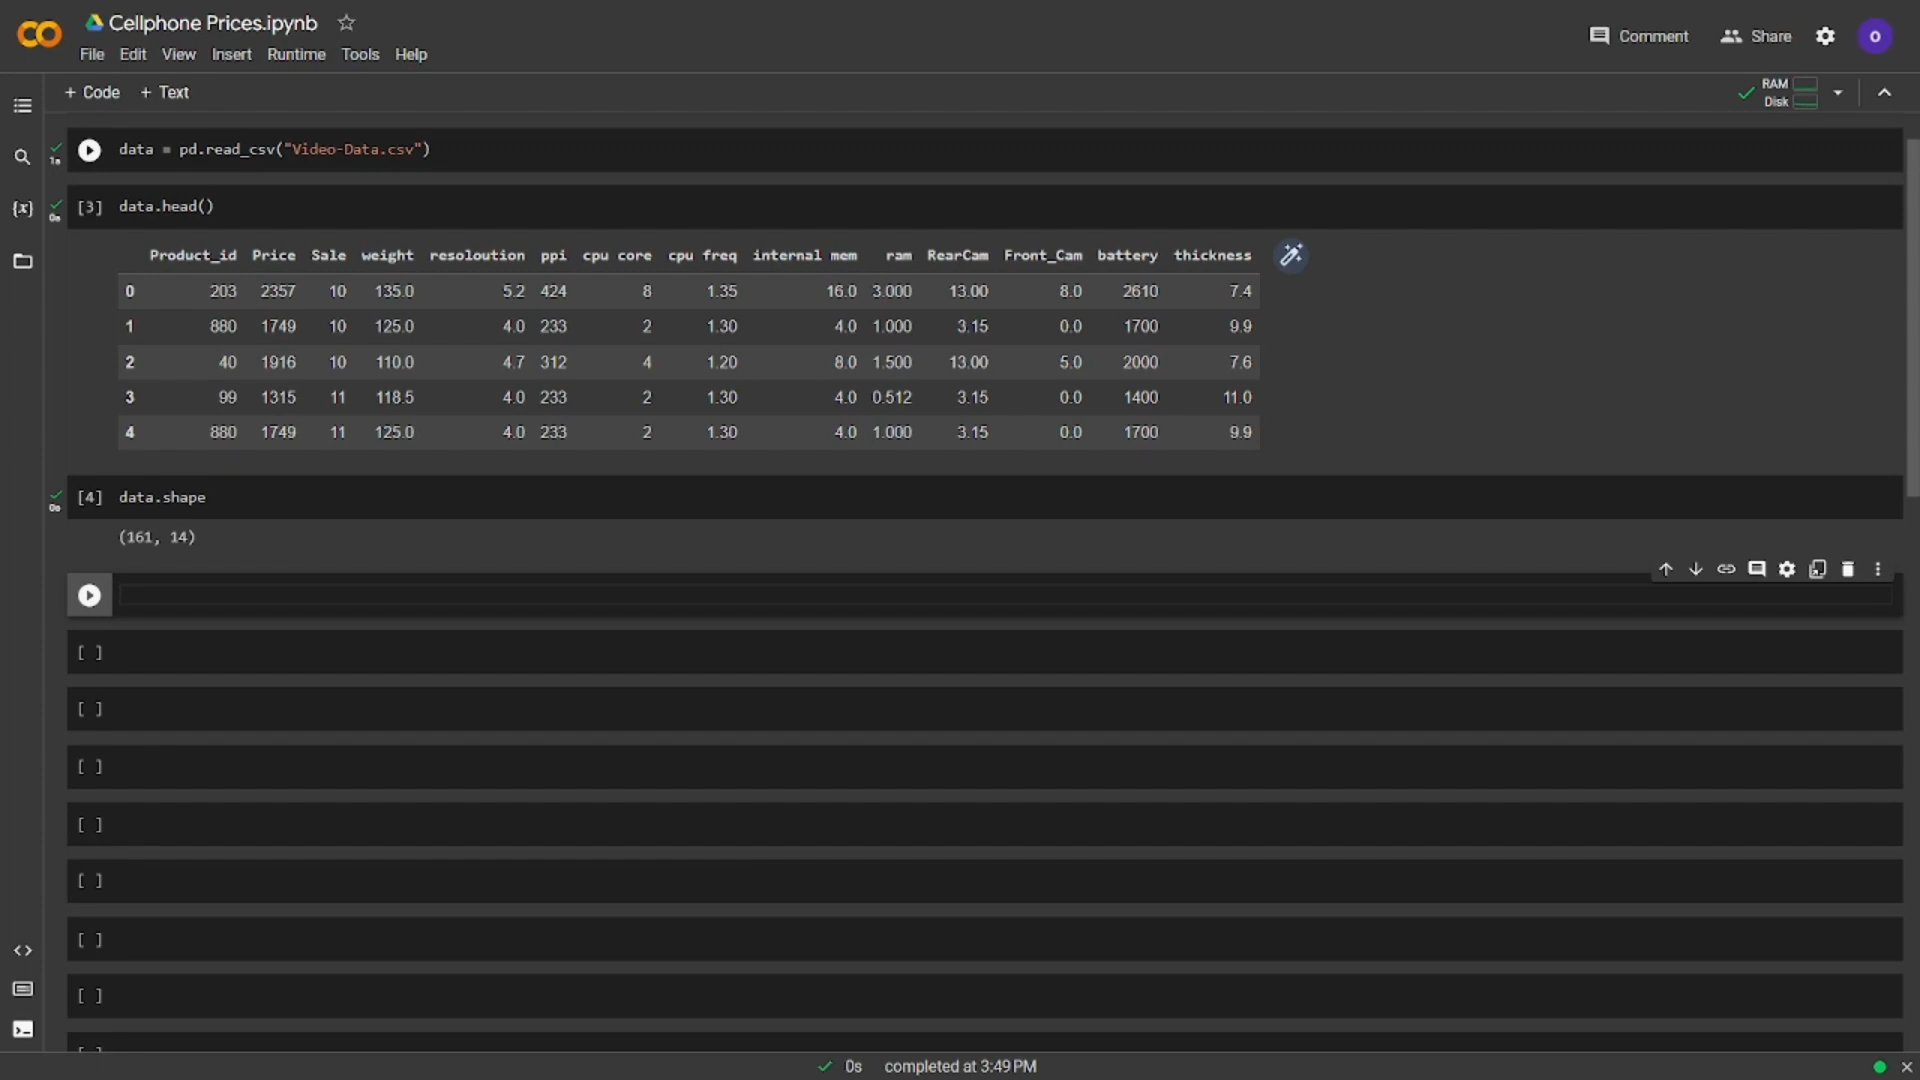 Cellphone Prices.ipynb
Comment Share O
File Edit View Insert Runtime Tools Help
+ Code + Text
RAM
Disk
1s data = pd.read_csv("Video-Data.csv")
0s [3] data.head()
Product_id Price Sale weight resoloution ppi cpu core cpu freq internal mem ram RearCam Front_Cam battery thickness
0 203 2357 10 135.0 5.2 424 8 1.35 16.0 3.000 13.00 8.0 2610 7.4
1 880 1749 10 125.0 4.0 233 2 1.30 4.0 1.000 3.15 0.0 1700 9.9
2 40 1916 10 110.0 4.7 312 4 1.20 8.0 1.500 13.00 5.0 2000 7.6
3 99 1315 11 118.5 4.0 233 2 1.30 4.0 0.512 3.15 0.0 1400 11.0
4 880 1749 11 125.0 4.0 233 2 1.30 4.0 1.000 3.15 0.0 1700 9.9
0s [4] data.shape
(161, 14)
[ ]
[ ]
[ ]
[ ]
[ ]
[ ]
[ ]
[ ]
0s completed at 3:49 PM